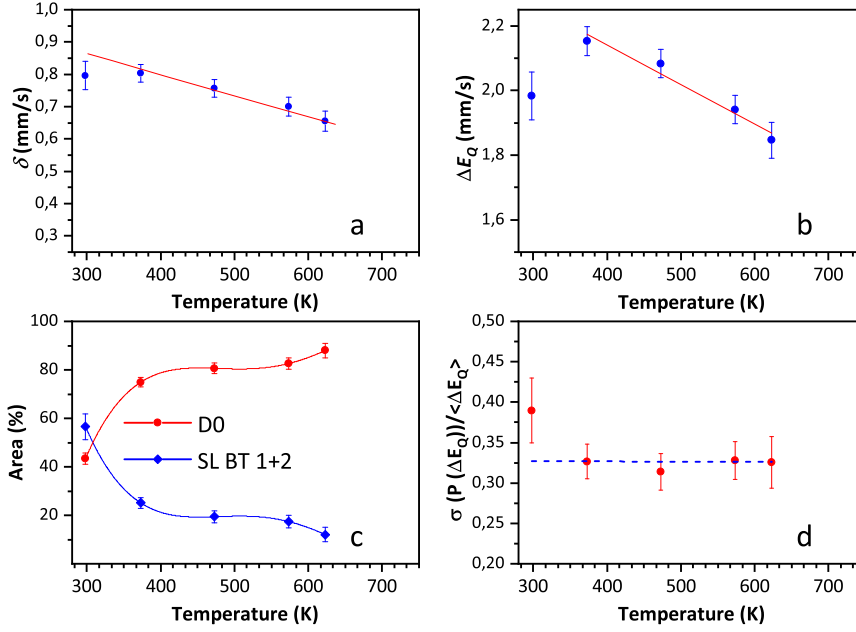 1,0
0,9
0,8
0,7
0,6
0,5
0,4
0,3
δ (mm/s)
a
300 400 500 600 700
Temperature (K)
2,2
2,0
1,8
1,6
ΔE_Q (mm/s)
b
300 400 500 600 700
Temperature (K)
100
80
60
40
20
Area (%)
D0
SL BT 1+2
c
300 400 500 600 700
Temperature (K)
0,50
0,45
0,40
0,35
0,30
0,25
0,20
σ (P (ΔE_Q))/<ΔE_Q>
d
300 400 500 600 700
Temperature (K)